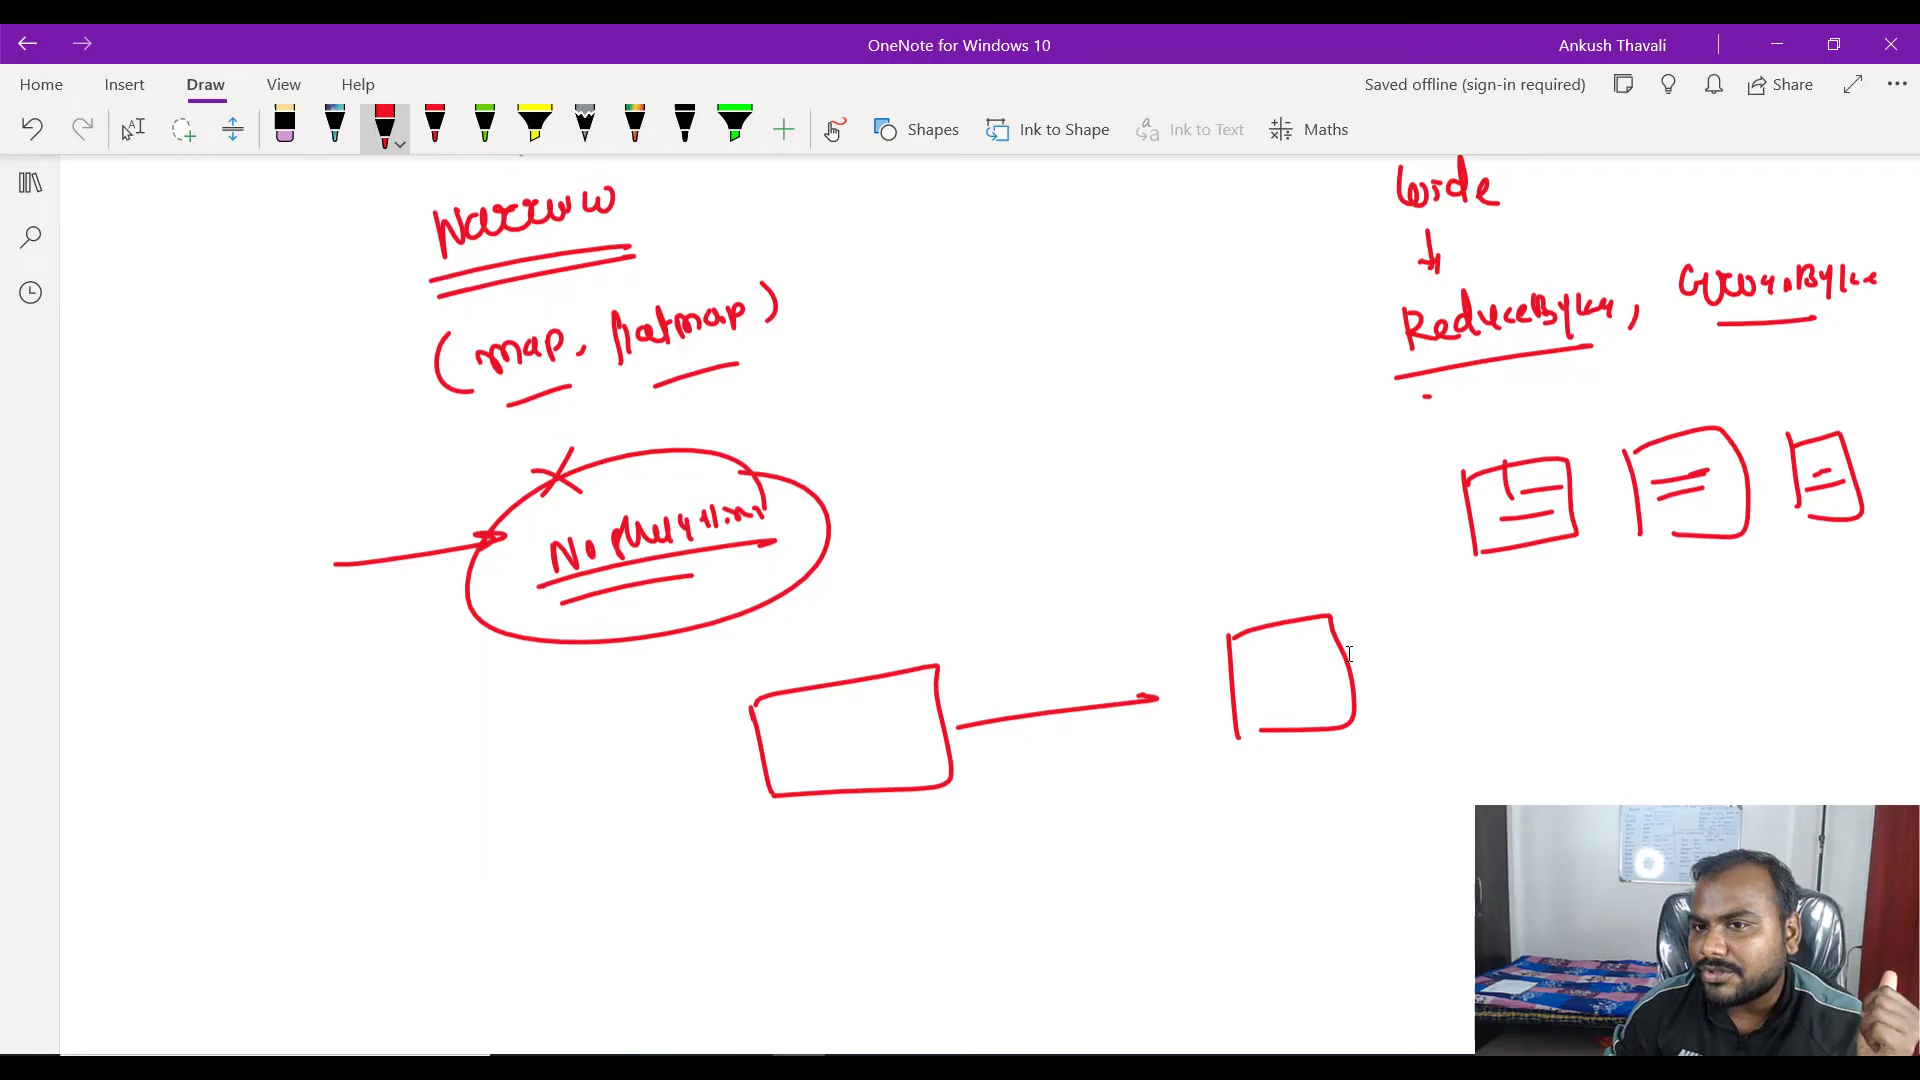 OneNote for Windows 10
Ankush Thavali
Home Insert Draw View Help
Saved offline (sign-in required) Share
Shapes Ink to Shape Ink to Text Maths
Narrow
wide
(map, flatmap)
ReduceByKey, GroupByKey
No shuffling